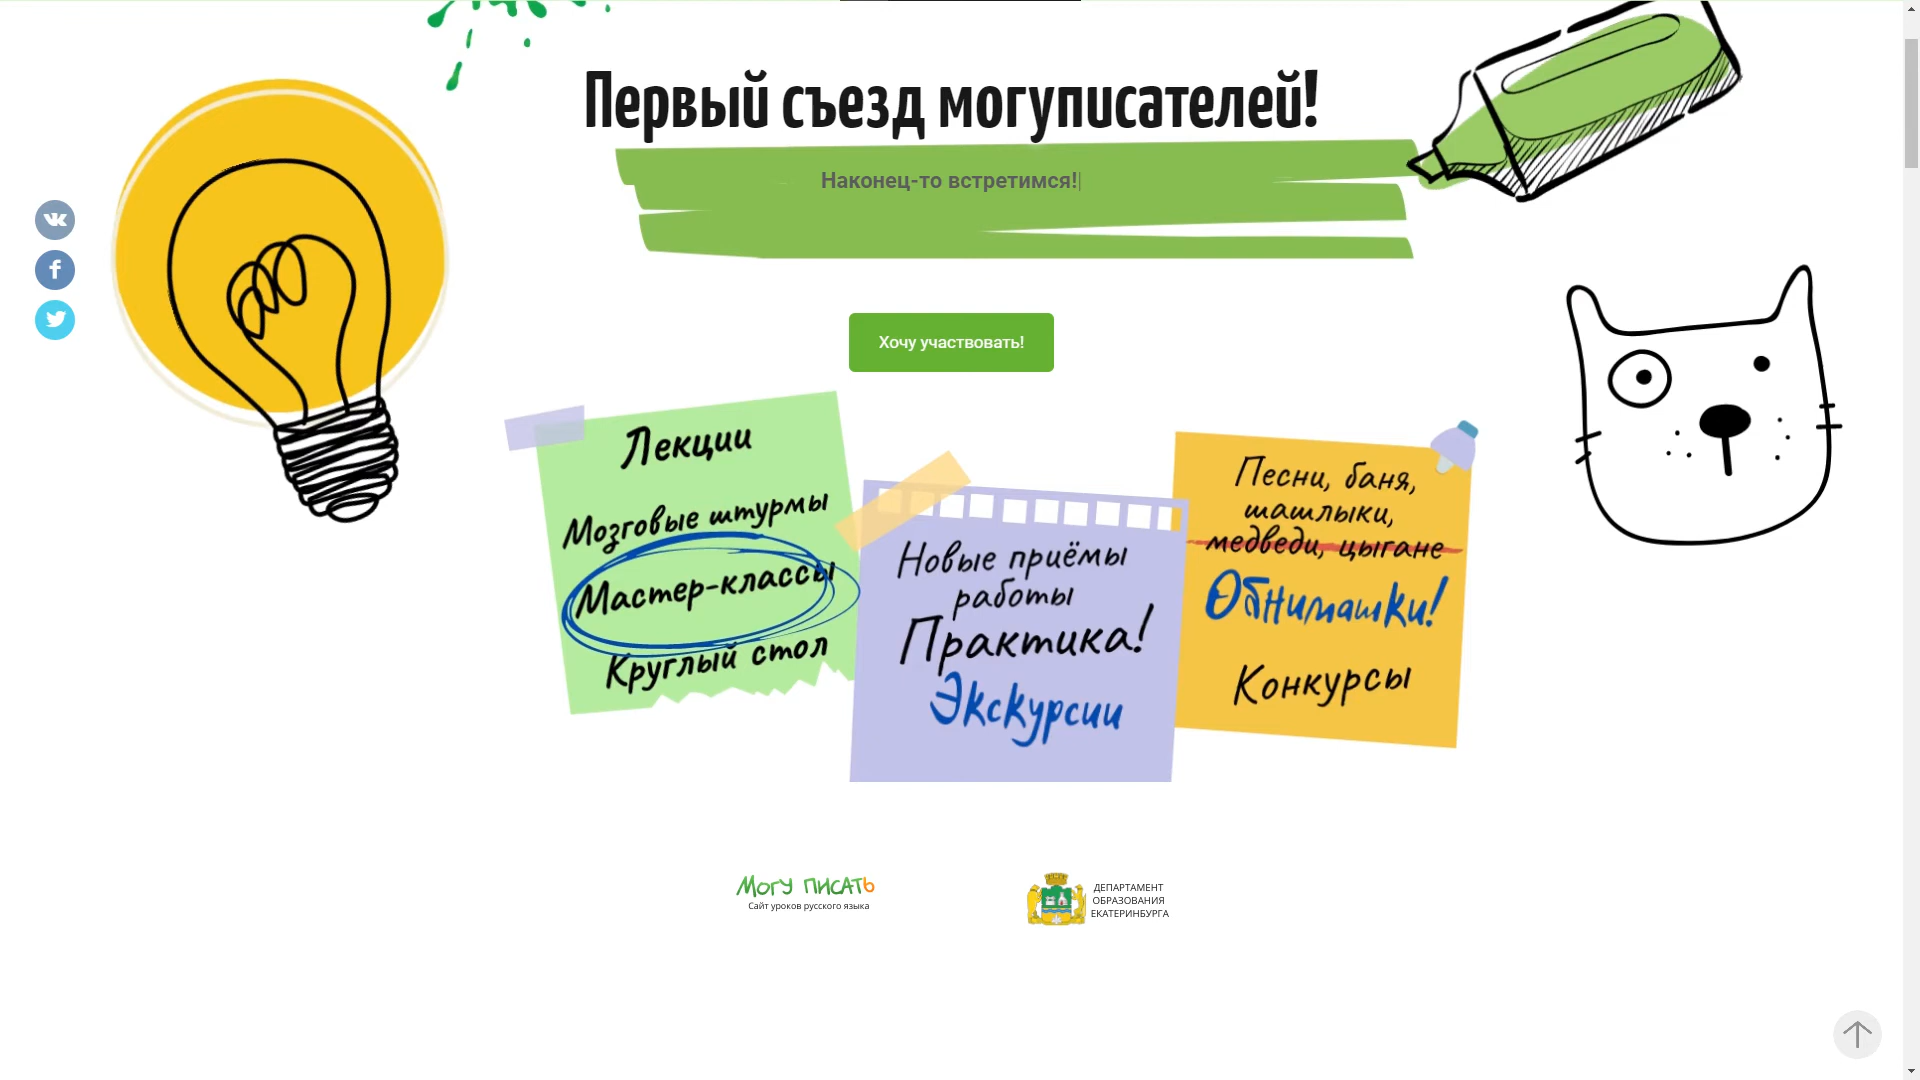 Первый съезд могуписателей!
Наконец-то встретимся!
Хочу участвовать!
Лекции
Мозговые штурмы
Мастер-классы
Круглый стол
Новые приёмы
работы
Практика!
Экскурсии
Песни, баня,
шашлыки,
медведи, цыгане
Обнимашки!
Конкурсы
Могу писать
Сайт уроков русского языка
ДЕПАРТАМЕНТ
ОБРАЗОВАНИЯ
ЕКАТЕРИНБУРГА